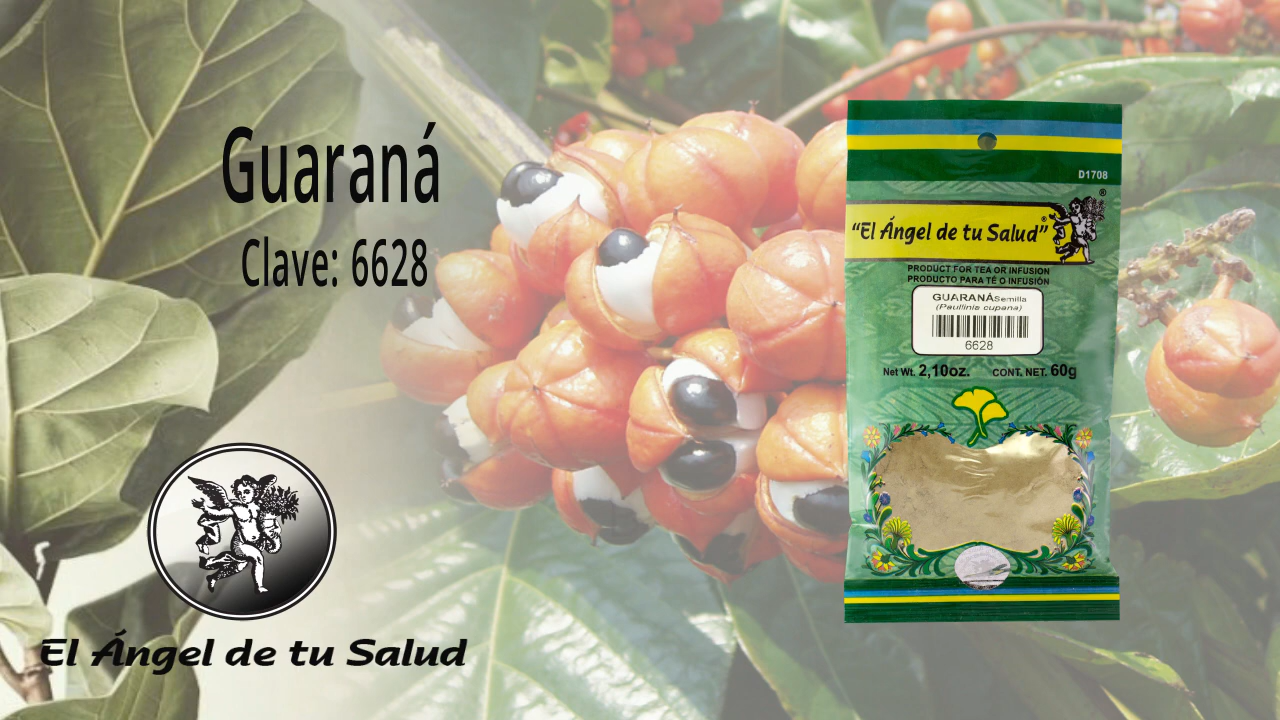 Guaraná
Clave: 6628
El Ángel de tu Salud
D1708
"El Ángel de tu Salud"®
®
PRODUCT FOR TEA OR INFUSION
PRODUCTO PARA TÉ O INFUSIÓN
GUARANÁ Semilla
(Paullinia cupana)
6628
Net Wt. 2,10oz. CONT. NET. 60g